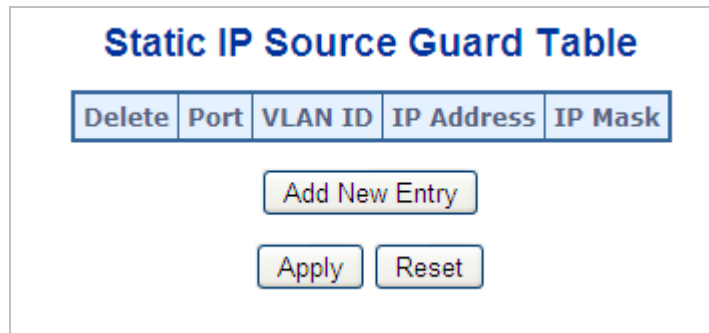 Static IP Source Guard Table
Delete Port VLAN ID IP Address IP Mask
Add New Entry
Apply Reset